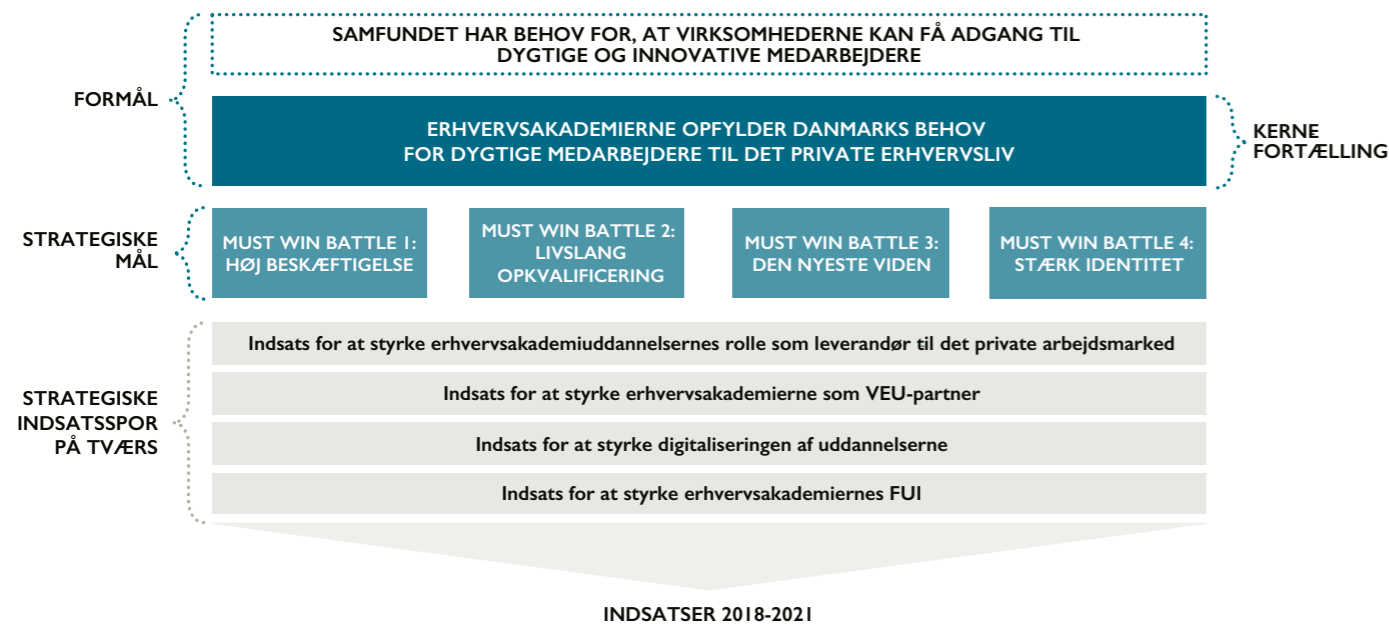 SAMFUNDET HAR BEHOV FOR, AT VIRKSOMHEDERNE KAN FÅ ADGANG TIL
DYGTIGE OG INNOVATIVE MEDARBEJDERE
FORMÅL
ERHVERVSAKADEMIERNE OPFYLDER DANMARKS BEHOV
FOR DYGTIGE MEDARBEJDERE TIL DET PRIVATE ERHVERVSLIV
KERNE
FORTÆLLING
STRATEGISKE
MÅL
MUST WIN BATTLE 1:
HØJ BESKÆFTIGELSE
MUST WIN BATTLE 2:
LIVSLANG
OPKVALIFICERING
MUST WIN BATTLE 3:
DEN NYESTE VIDEN
MUST WIN BATTLE 4:
STÆRK IDENTITET
STRATEGISKE
INDSATSSPOR
PÅ TVÆRS
Indsats for at styrke erhvervsakademiuddannelsernes rolle som leverandør til det private arbejdsmarked
Indsats for at styrke erhvervsakademierne som VEU-partner
Indsats for at styrke digitaliseringen af uddannelserne
Indsats for at styrke erhvervsakademiernes FUI
INDSATSER 2018-2021